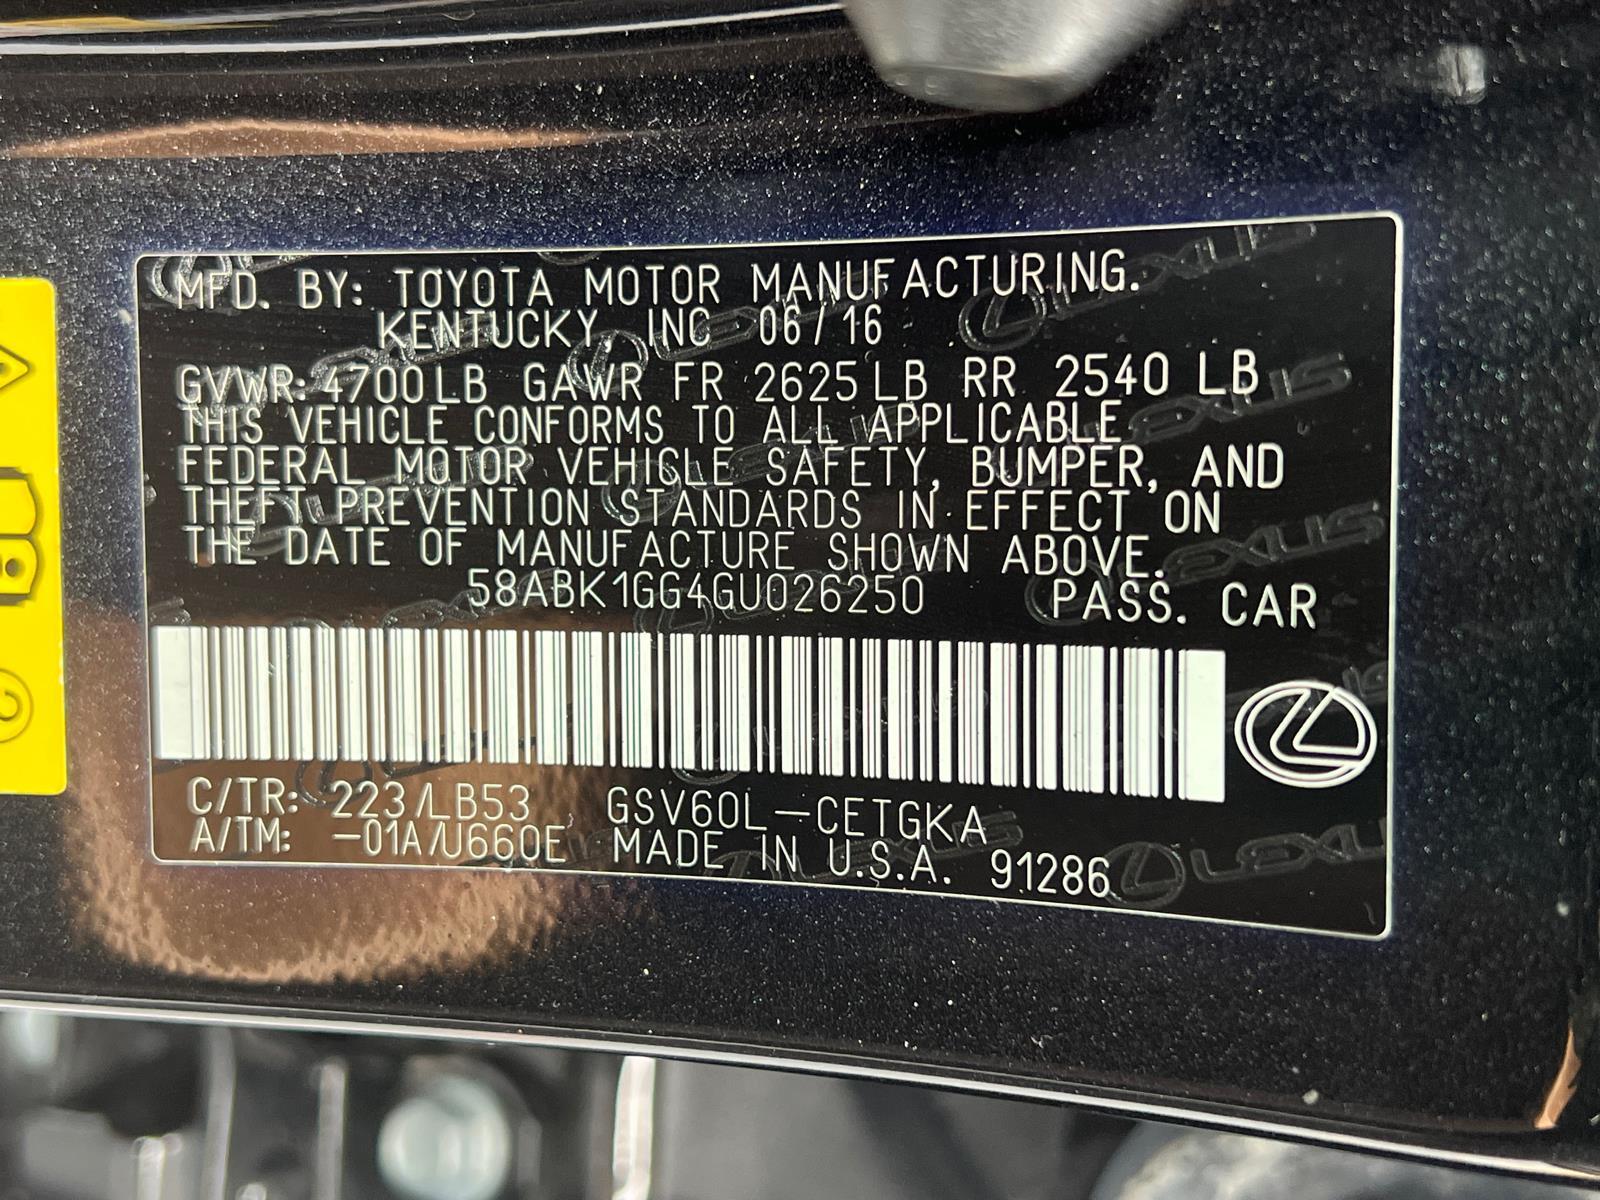 MFD. BY: TOYOTA MOTOR MANUFACTURING.
KENTUCKY, INC 06/16
GVWR: 4700LB GAWR FR 2625LB RR 2540 LB
THIS VEHICLE CONFORMS TO ALL APPLICABLE
FEDERAL MOTOR VEHICLE SAFETY, BUMPER, AND
THEFT PREVENTION STANDARDS IN EFFECT ON
THE DATE OF MANUFACTURE SHOWN ABOVE.
58ABK1GG4GU026250 PASS. CAR
C/TR: 223/LB53 GSV60L-CETGKA
A/TM: -01A/U660E MADE IN U.S.A. 91286